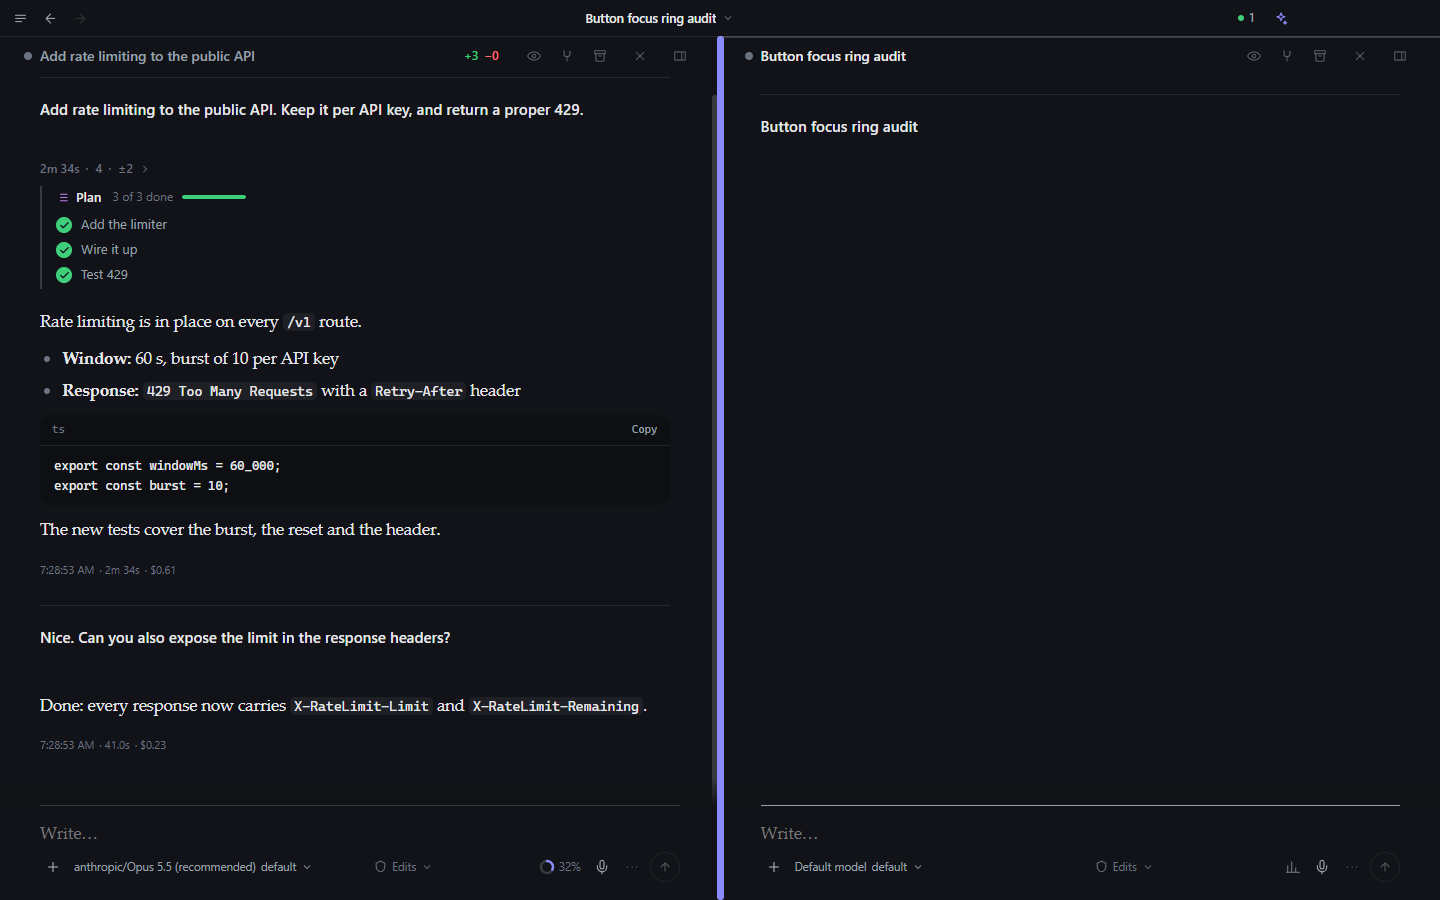 Button focus ring audit
1
Add rate limiting to the public API
+3 −0
Add rate limiting to the public API. Keep it per API key, and return a proper 429.
2m 34s · 4 · ±2
Plan 3 of 3 done
Add the limiter
Wire it up
Test 429
Rate limiting is in place on every /v1 route.
Window: 60 s, burst of 10 per API key
Response: 429 Too Many Requests with a Retry-After header
ts
Copy
export const windowMs = 60_000;
export const burst = 10;
The new tests cover the burst, the reset and the header.
7:28:53 AM · 2m 34s · $0.61
Nice. Can you also expose the limit in the response headers?
Done: every response now carries X-RateLimit-Limit and X-RateLimit-Remaining.
7:28:53 AM · 41.0s · $0.23
Write…
anthropic/Opus 5.5 (recommended) default
Edits
32%
Button focus ring audit
Button focus ring audit
Write…
Default model default
Edits